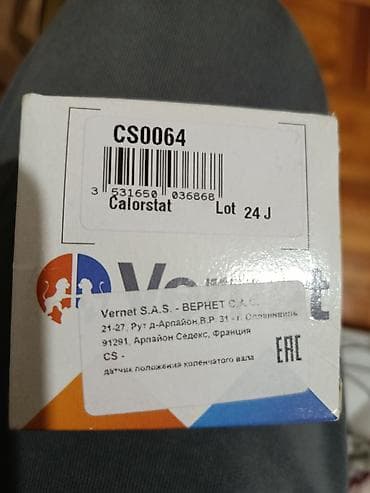 CS0064
3 531650 036868
Calorstat Lot 24 J
Vernet
Vernet S.A.S. - ВЕРНЕТ С.А.С.
21-27, Рут д-Арпайон, B.P. 31 - г.
91291, Арпайон Седекс, Франция
CS -
датчик положения коленчатого вала
EAC